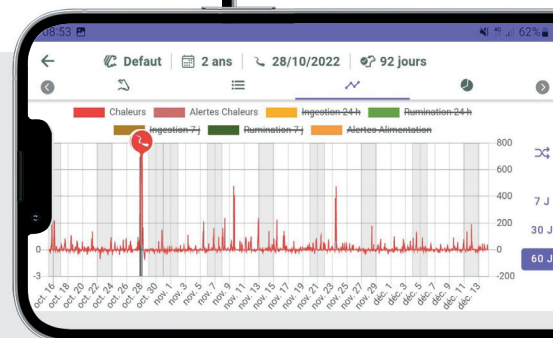 08:53 62%
Defaut 2 ans 28/10/2022 92 jours
Chaleurs Alertes Chaleurs Ingestion 24 h Rumination 24 h
Ingestion 7 j Rumination 7 j Alertes Alimentation
800
600
400
200
0 0
-3 -200
7 J
30 J
60 J
oct. 16 oct. 18 oct. 20 oct. 22 oct. 24 oct. 26 oct. 28 oct. 30 nov. 1 nov. 3 nov. 5 nov. 7 nov. 9 nov. 11 nov. 13 nov. 15 nov. 17 nov. 19 nov. 21 nov. 23 nov. 25 nov. 27 nov. 29 déc. 1 déc. 3 déc. 5 déc. 7 déc. 9 déc. 11 déc. 13